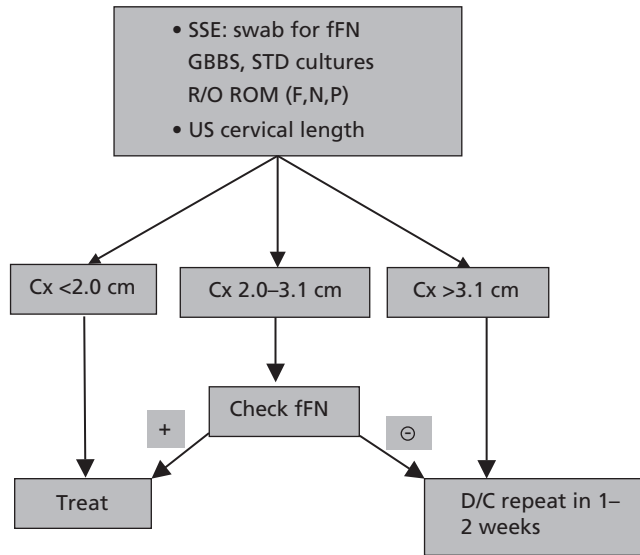 • SSE: swab for fFN
GBBS, STD cultures
R/O ROM (F,N,P)
• US cervical length
Cx <2.0 cm
Cx 2.0–3.1 cm
Cx >3.1 cm
Check fFN
+
⊖
Treat
D/C repeat in 1–
2 weeks